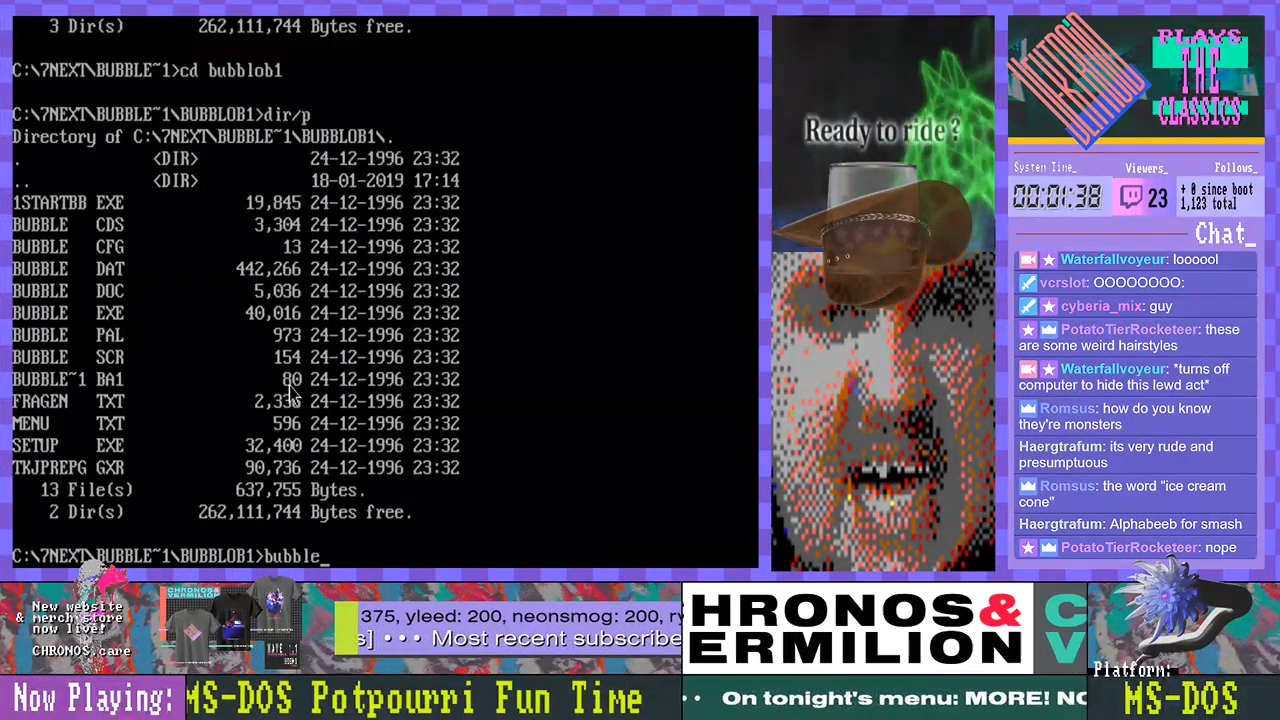 3 Dir(s)          262,111,744 Bytes free.
C:\7NEXT\BUBBLE~1>cd bubblob1
C:\7NEXT\BUBBLE~1\BUBBLOB1>dir/p
Directory of C:\7NEXT\BUBBLE~1\BUBBLOB1\.
.              <DIR>            24-12-1996 23:32
..             <DIR>            18-01-2019 17:14
1STARTBB EXE             19,845 24-12-1996 23:32
BUBBLE   CDS              3,304 24-12-1996 23:32
BUBBLE   CFG                 13 24-12-1996 23:32
BUBBLE   DAT            442,266 24-12-1996 23:32
BUBBLE   DOC              5,036 24-12-1996 23:32
BUBBLE   EXE             40,016 24-12-1996 23:32
BUBBLE   PAL                973 24-12-1996 23:32
BUBBLE   SCR                154 24-12-1996 23:32
BUBBLE~1 BA1                 80 24-12-1996 23:32
FRAGEN   TXT 24-12-1996 23:32
MENU     TXT                596 24-12-1996 23:32
SETUP    EXE             32,400 24-12-1996 23:32
TKJPREPG GXR             90,736 24-12-1996 23:32
13 File(s)            637,755 Bytes.
2 Dir(s)          262,111,744 Bytes free.
C:\7NEXT\BUBBLE~1\BUBBLOB1>bubble_
Ready to ride?
PLAYS
THE
CLASSICS
System Time_
Viewers_
Follows_
00:01:38
23
+ 0 since boot
1,123 total
Chat_
Waterfallvoyeur: loooool
vcrslot: OOOOOOOO:
cyberia_mix: guy
PotatoTierRocketeer: these
are some weird hairstyles
Waterfallvoyeur: *turns off
computer to hide this lewd act*
Romsus: how do you know
they're monsters
Haergtrafum: its very rude and
presumptuous
Romsus: the word "ice cream
cone"
Haergtrafum: Alphabeeb for smash
PotatoTierRocketeer: nope
New website
& merch store
now live!
CHRONOS.care
CHRONOS&
VERMILION
375, yleed: 200, neonsmog: 200, ry
s] • • • Most recent subscribe
HRONOS&
ERMILION
C
V
Platform:
MS-DOS
Now Playing:
MS-DOS Potpourri Fun Time
• • On tonight's menu: MORE! NO